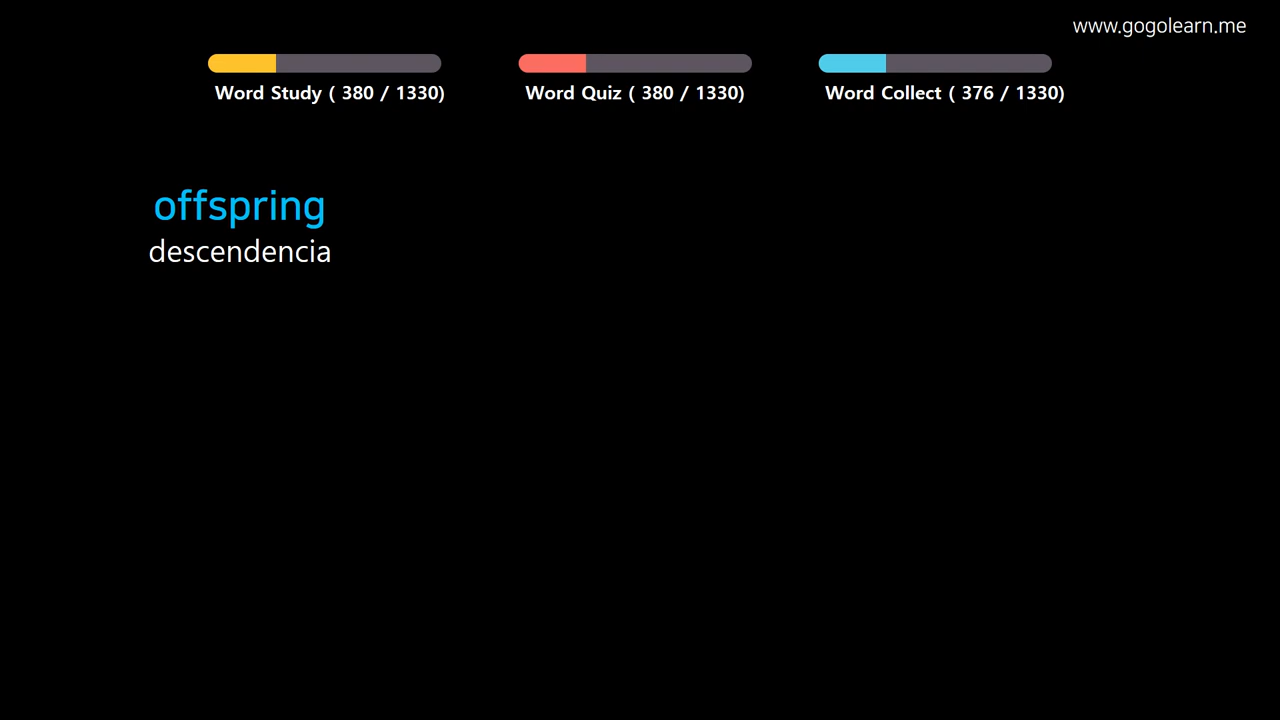 www.gogolearn.me
Word Study ( 380 / 1330)
Word Quiz ( 380 / 1330)
Word Collect ( 376 / 1330)
offspring
descendencia